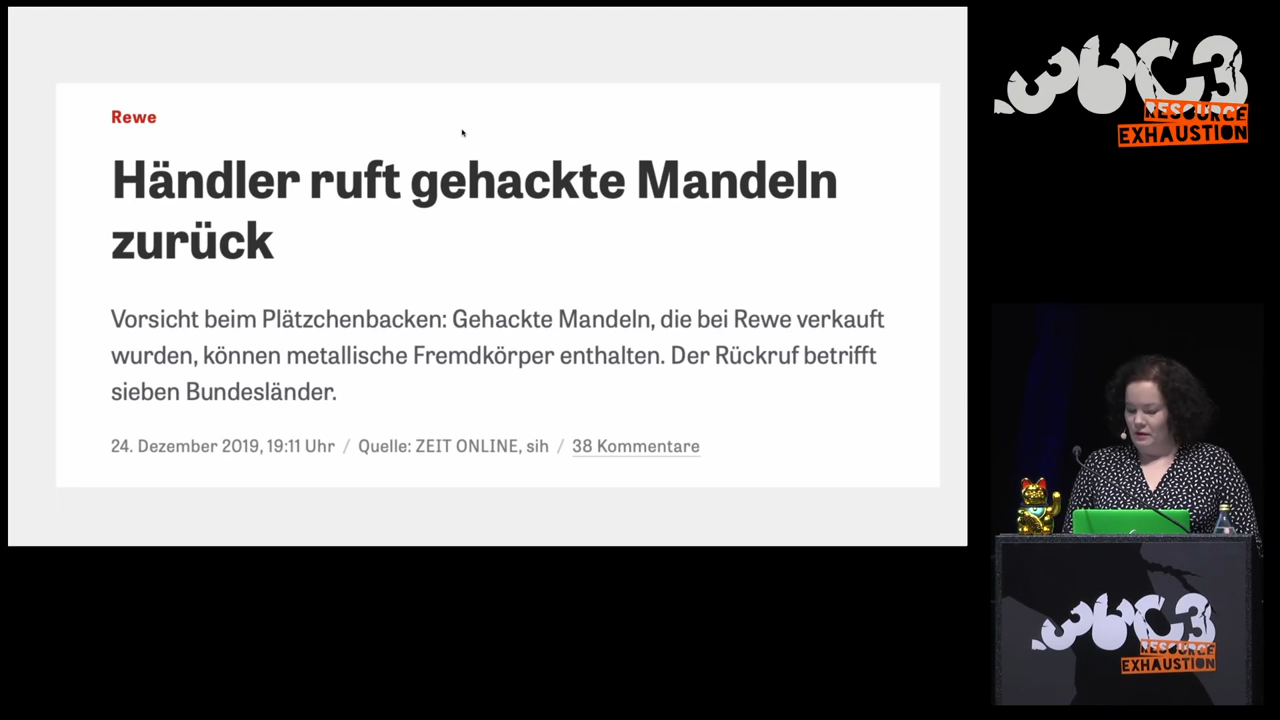 Rewe
Händler ruft gehackte Mandeln
zurück
Vorsicht beim Plätzchenbacken: Gehackte Mandeln, die bei Rewe verkauft
wurden, können metallische Fremdkörper enthalten. Der Rückruf betrifft
sieben Bundesländer.
24. Dezember 2019, 19:11 Uhr / Quelle: ZEIT ONLINE, sih / 38 Kommentare
36C3
RESOURCE
EXHAUSTION
36C3
RESOURCE
EXHAUSTION